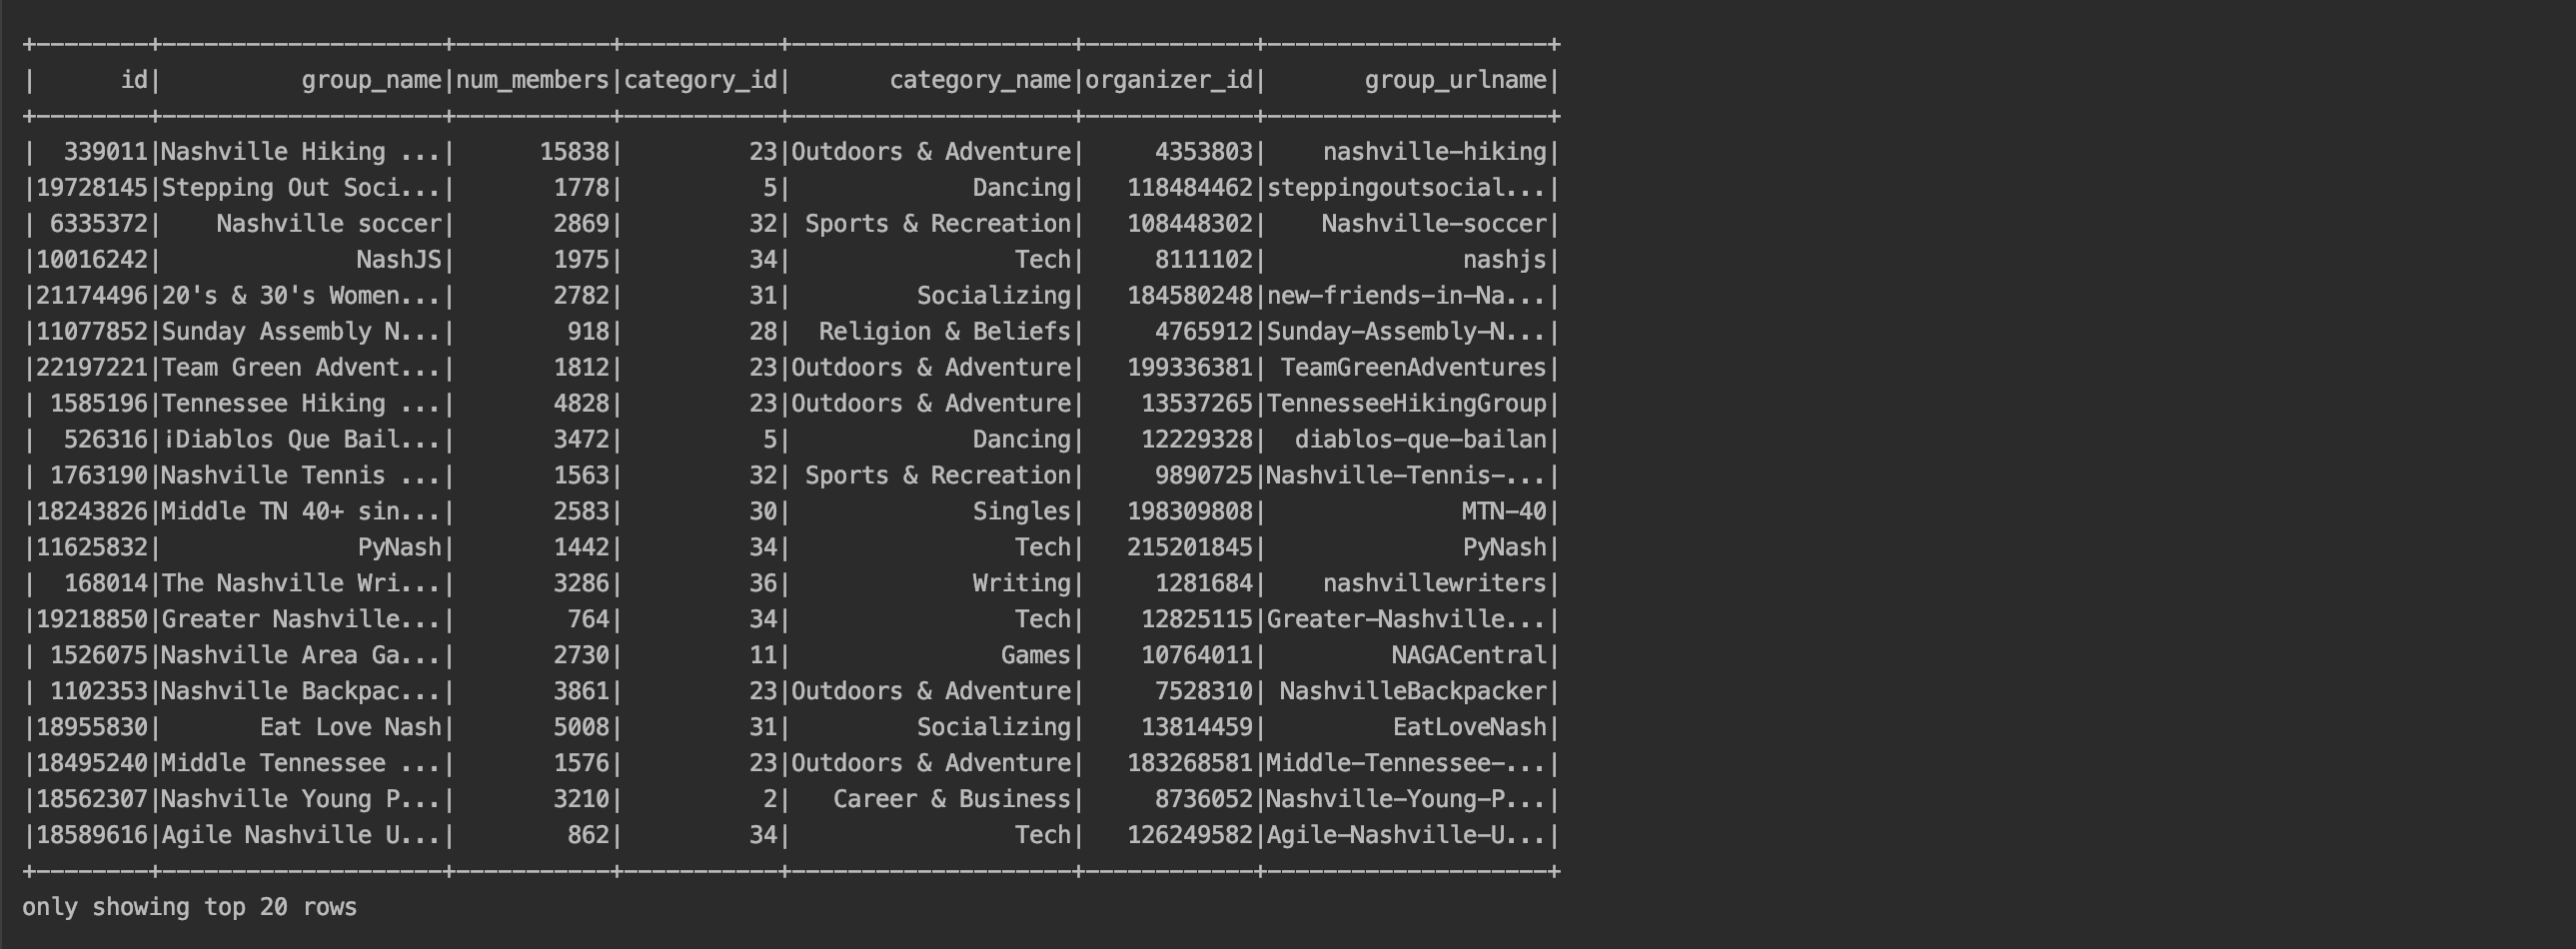 +--------+--------------------+-----------+-----------+--------------------+------------+--------------------+
|      id|          group_name|num_members|category_id|       category_name|organizer_id|       group_urlname|
+--------+--------------------+-----------+-----------+--------------------+------------+--------------------+
|  339011|Nashville Hiking ...|      15838|         23|Outdoors & Adventure|     4353803|    nashville-hiking|
|19728145|Stepping Out Soci...|       1778|          5|             Dancing|   118484462|steppingoutsocial...|
| 6335372|    Nashville soccer|       2869|         32| Sports & Recreation|   108448302|    Nashville-soccer|
|10016242|              NashJS|       1975|         34|                Tech|     8111102|              nashjs|
|21174496|20's & 30's Women...|       2782|         31|         Socializing|   184580248|new-friends-in-Na...|
|11077852|Sunday Assembly N...|        918|         28|  Religion & Beliefs|     4765912|Sunday-Assembly-N...|
|22197221|Team Green Advent...|       1812|         23|Outdoors & Adventure|   199336381| TeamGreenAdventures|
| 1585196|Tennessee Hiking ...|       4828|         23|Outdoors & Adventure|    13537265|TennesseeHikingGroup|
|  526316|¡Diablos Que Bail...|       3472|          5|             Dancing|    12229328|  diablos-que-bailan|
| 1763190|Nashville Tennis ...|       1563|         32| Sports & Recreation|     9890725|Nashville-Tennis-...|
|18243826|Middle TN 40+ sin...|       2583|         30|             Singles|   198309808|              MTN-40|
|11625832|              PyNash|       1442|         34|                Tech|   215201845|              PyNash|
|  168014|The Nashville Wri...|       3286|         36|             Writing|     1281684|    nashvillewriters|
|19218850|Greater Nashville...|        764|         34|                Tech|    12825115|Greater-Nashville...|
| 1526075|Nashville Area Ga...|       2730|         11|               Games|    10764011|         NAGACentral|
| 1102353|Nashville Backpac...|       3861|         23|Outdoors & Adventure|     7528310| NashvilleBackpacker|
|18955830|       Eat Love Nash|       5008|         31|         Socializing|    13814459|         EatLoveNash|
|18495240|Middle Tennessee ...|       1576|         23|Outdoors & Adventure|   183268581|Middle-Tennessee-...|
|18562307|Nashville Young P...|       3210|          2|   Career & Business|     8736052|Nashville-Young-P...|
|18589616|Agile Nashville U...|        862|         34|                Tech|   126249582|Agile-Nashville-U...|
+--------+--------------------+-----------+-----------+--------------------+------------+--------------------+
only showing top 20 rows